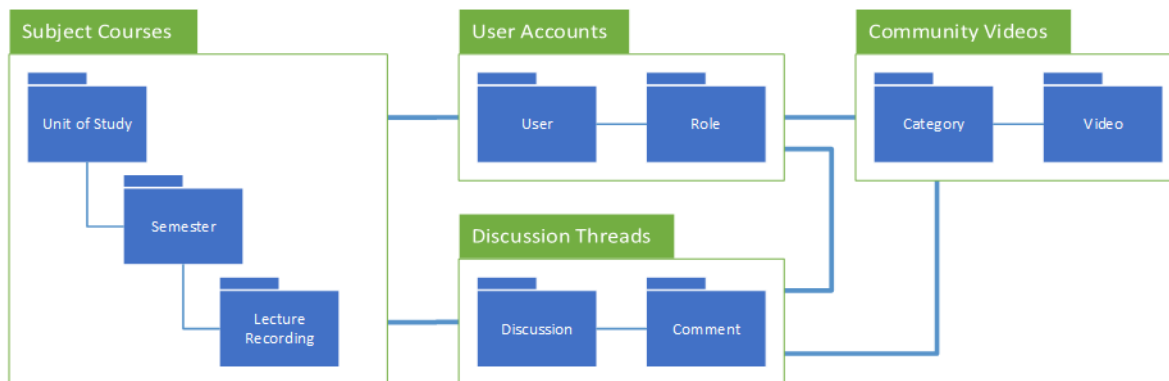 Subject Courses
Unit of Study
Semester
Lecture
Recording
User Accounts
User
Role
Discussion Threads
Discussion
Comment
Community Videos
Category
Video